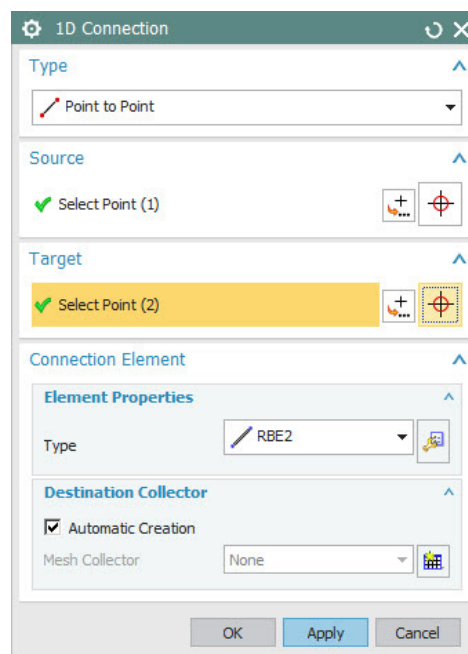 1D Connection
Type
Point to Point
Source
Select Point (1)
Target
Select Point (2)
Connection Element
Element Properties
Type RBE2
Destination Collector
Automatic Creation
Mesh Collector None
OK Apply Cancel